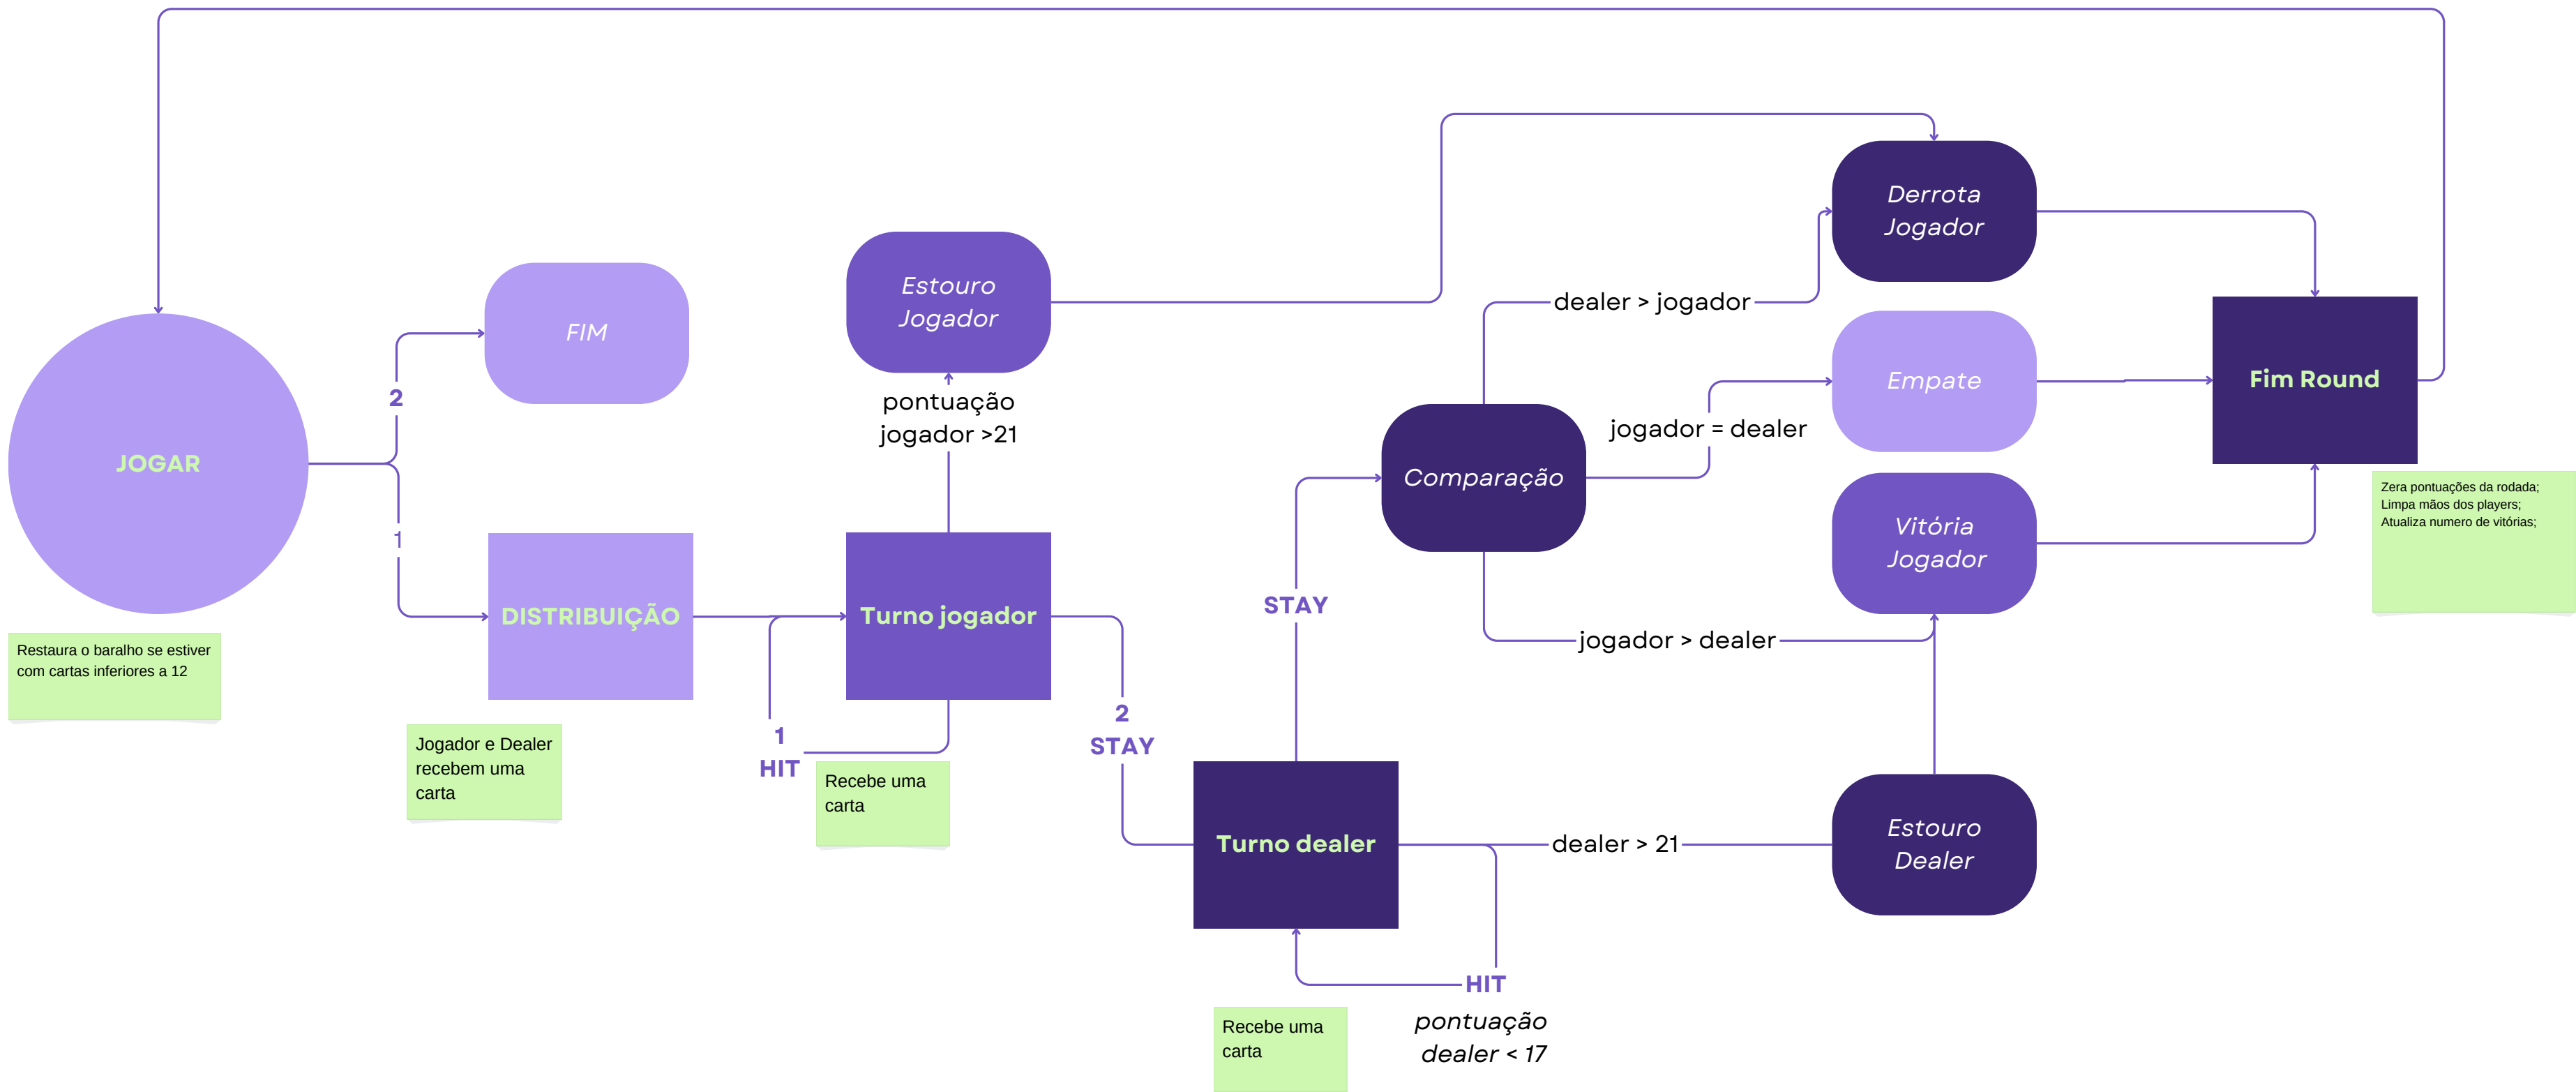 JOGAR
Restaura o baralho se estiver
com cartas inferiores a 12
2
1
FIM
DISTRIBUIÇÃO
Jogador e Dealer
recebem uma
carta
Estouro
Jogador
pontuação
jogador >21
Turno jogador
1
HIT
Recebe uma
carta
2
STAY
Turno dealer
STAY
HIT
pontuação
dealer < 17
Recebe uma
carta
dealer > 21
Estouro
Dealer
Comparação
dealer > jogador
jogador = dealer
jogador > dealer
Derrota
Jogador
Empate
Vitória
Jogador
Fim Round
Zera pontuações da rodada;
Limpa mãos dos players;
Atualiza numero de vitórias;